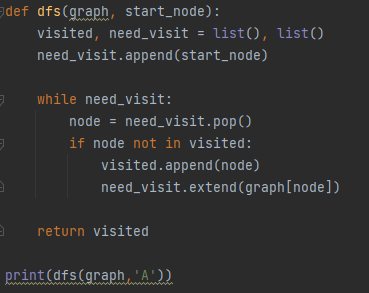 def dfs(graph, start_node):
    visited, need_visit = list(), list()
    need_visit.append(start_node)

    while need_visit:
        node = need_visit.pop()
        if node not in visited:
            visited.append(node)
            need_visit.extend(graph[node])

    return visited

print(dfs(graph,'A'))